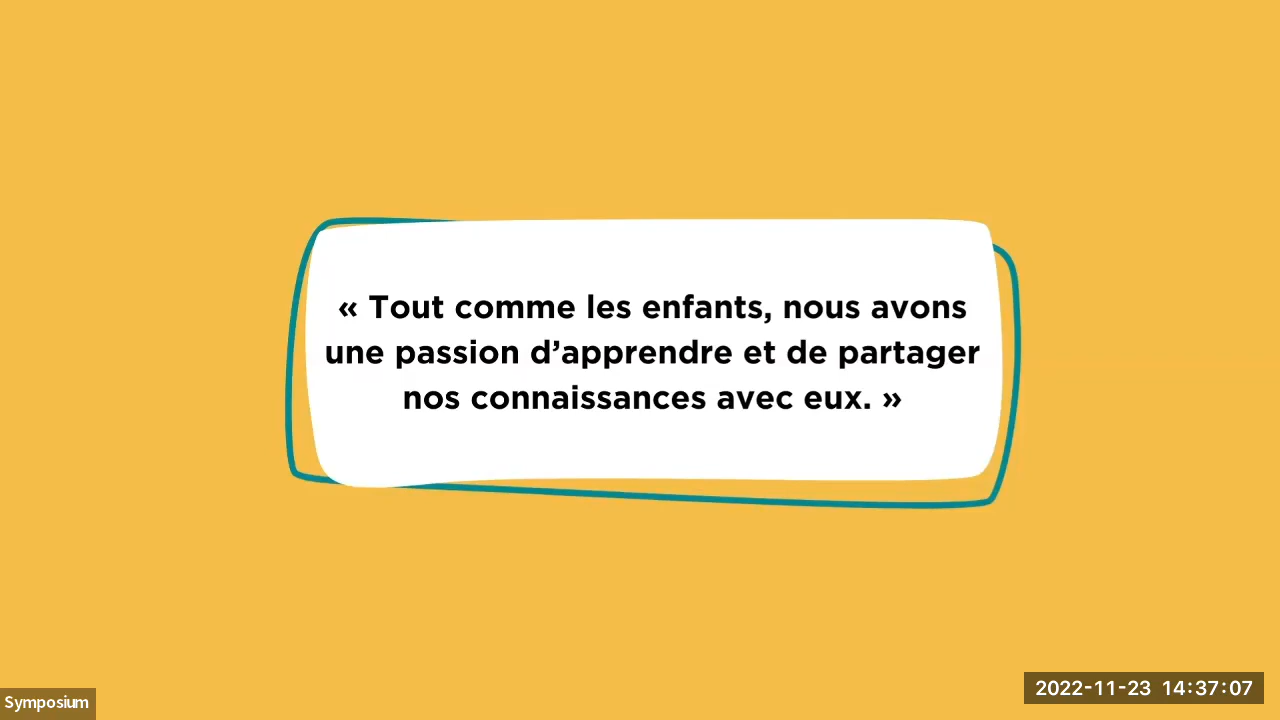 « Tout comme les enfants, nous avons
une passion d’apprendre et de partager
nos connaissances avec eux. »
Symposium
2022-11-23 14:37:07